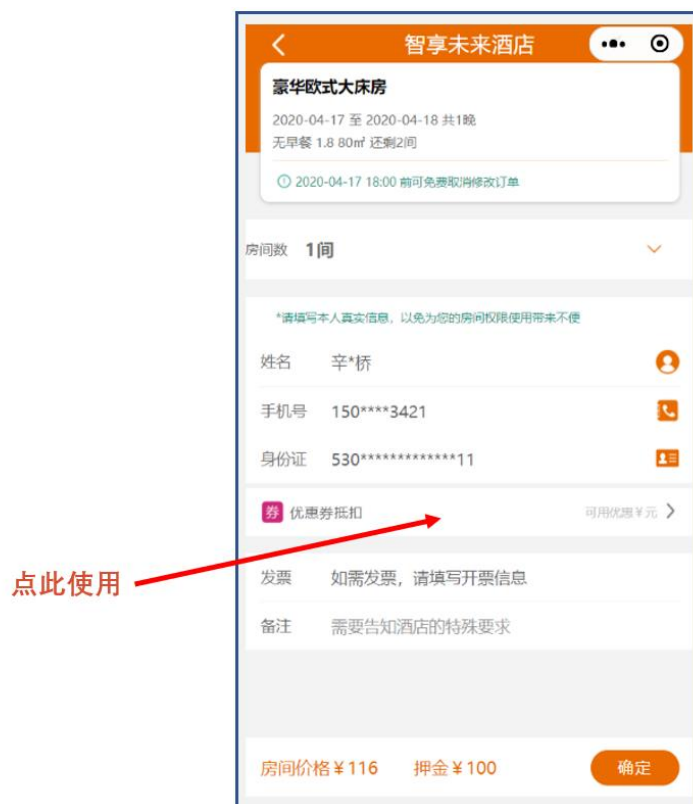 智享未来酒店
豪华欧式大床房
2020-04-17 至 2020-04-18 共1晚
无早餐 1.8 80㎡ 还剩2间
2020-04-17 18:00 前可免费取消修改订单
房间数 1间
*请填写本人真实信息，以免为您的房间权限使用带来不便
姓名 辛*桥
手机号 150****3421
身份证 530*************11
券 优惠券抵扣 可用优惠￥元
点此使用
发票 如需发票，请填写开票信息
备注 需要告知酒店的特殊要求
房间价格￥116 押金￥100 确定